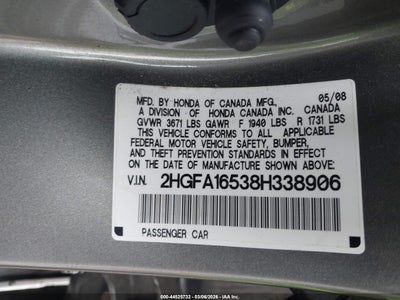 MFD. BY HONDA OF CANADA MFG., 05/08
A DIVISION OF HONDA CANADA INC. CANADA
GVWR 3671 LBS GAWR F 1940 LBS R 1731 LBS
THIS VEHICLE CONFORMS TO ALL APPLICABLE
FEDERAL MOTOR VEHICLE SAFETY, BUMPER,
AND THEFT PREVENTION STANDARDS IN EFFECT
ON THE DATE OF MANUFACTURE SHOWN ABOVE:
V.I.N. 2HGFA16538H338906
PASSENGER CAR
000-44526732 - 03/06/2026 - IAA Inc.